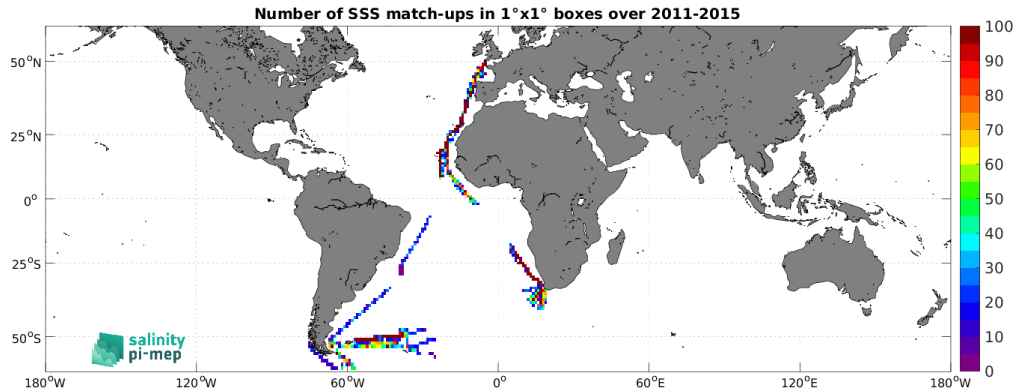 Number of SSS match-ups in 1°x1° boxes over 2011-2015
50°N
25°N
0°
25°S
50°S
180°W
120°W
60°W
0°
60°E
120°E
180°W
100
90
80
70
60
50
40
30
20
10
0
salinity
pi-mep